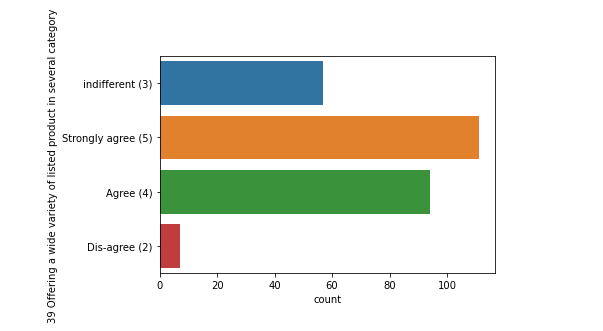 39 Offering a wide variety of listed product in several category
indifferent (3)
Strongly agree (5)
Agree (4)
Dis-agree (2)
0 20 40 60 80 100
count